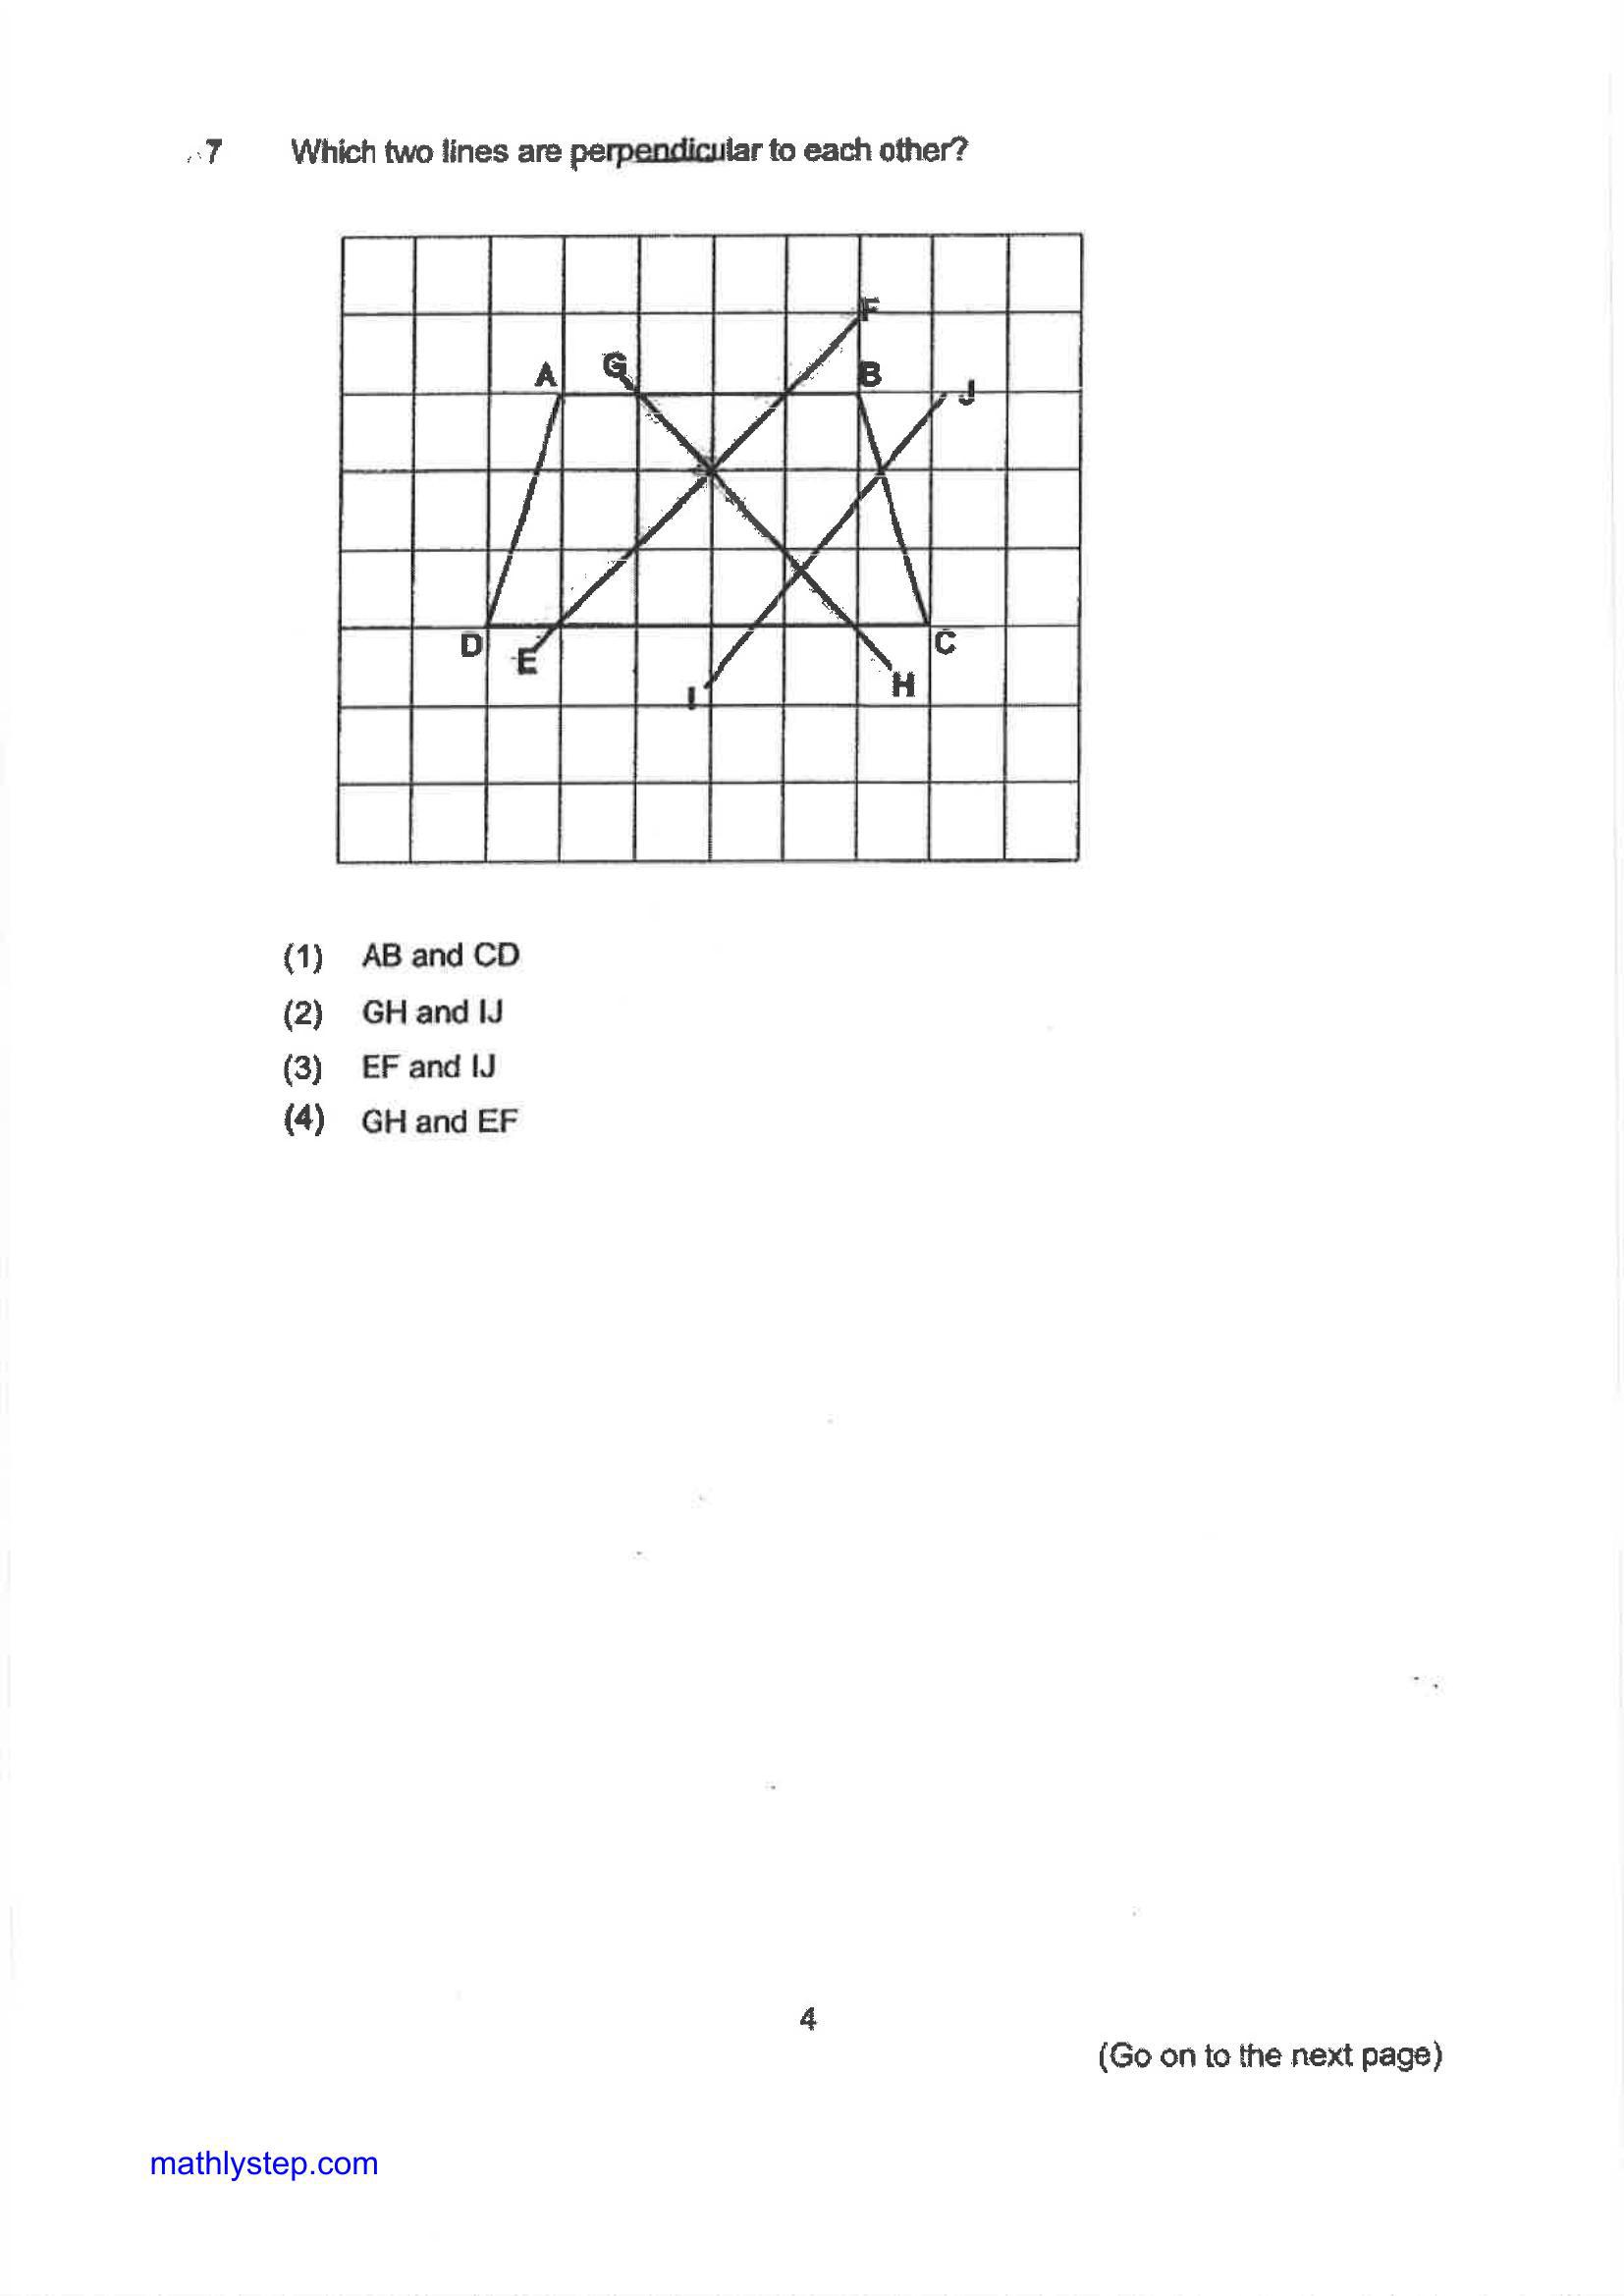 7 Which two lines are perpendicular to each other?
F
A G B J
D E C
I H
(1) AB and CD
(2) GH and IJ
(3) EF and IJ
(4) GH and EF
4
(Go on to the next page)
mathlystep.com